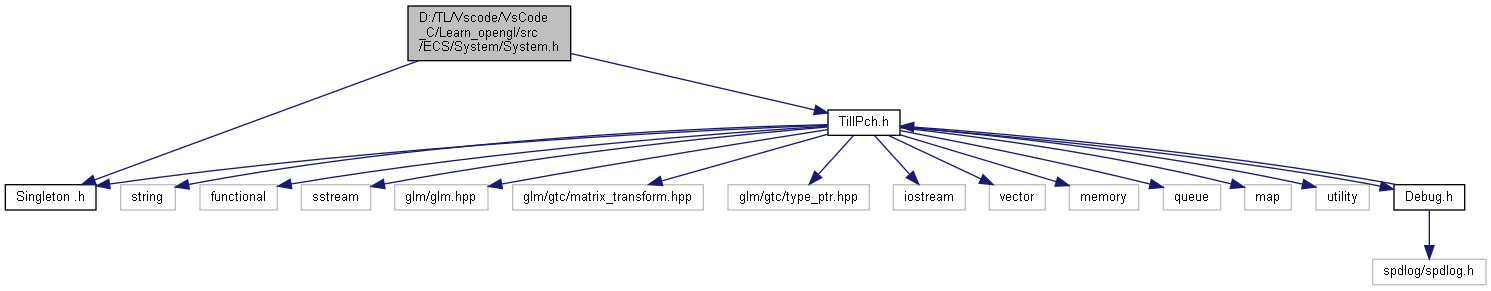 D:/TL/Vscode/VsCode
_C/Learn_opengl/src
/ECS/System/System.h
TillPch.h
Singleton .h
string
functional
sstream
glm/glm.hpp
glm/gtc/matrix_transform.hpp
glm/gtc/type_ptr.hpp
iostream
vector
memory
queue
map
utility
Debug.h
spdlog/spdlog.h